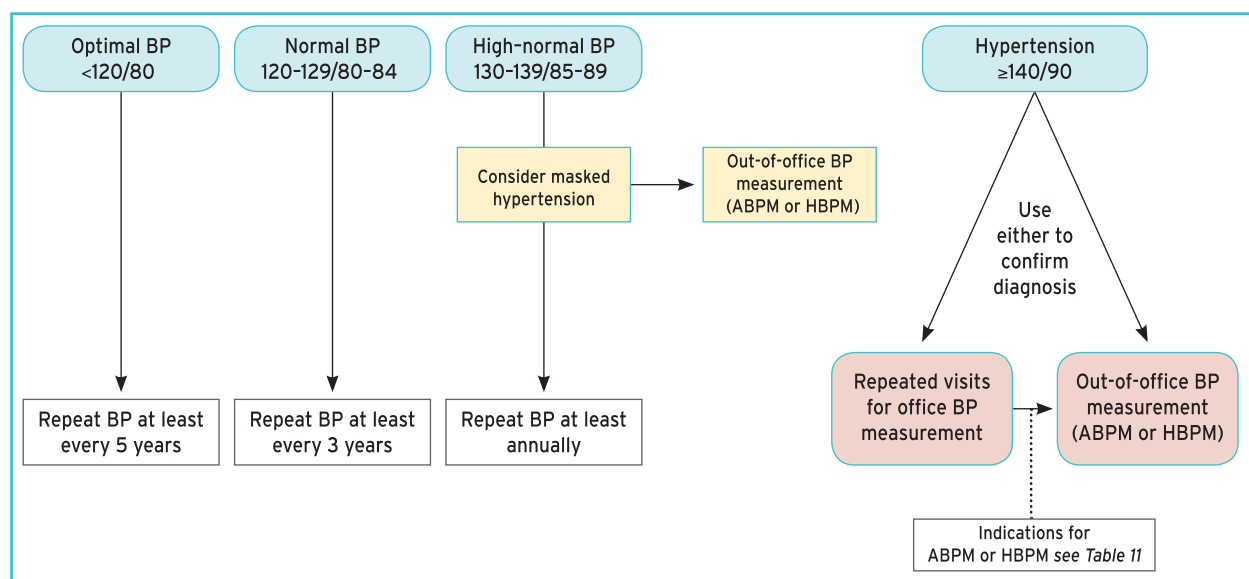 Optimal BP
<120/80
Normal BP
120–129/80–84
High–normal BP
130–139/85–89
Hypertension
≥140/90
Consider masked
hypertension
Out-of-office BP
measurement
(ABPM or HBPM)
Use
either to
confirm
diagnosis
Repeat BP at least
every 5 years
Repeat BP at least
every 3 years
Repeat BP at least
annually
Repeated visits
for office BP
measurement
Out-of-office BP
measurement
(ABPM or HBPM)
Indications for
ABPM or HBPM see Table 11